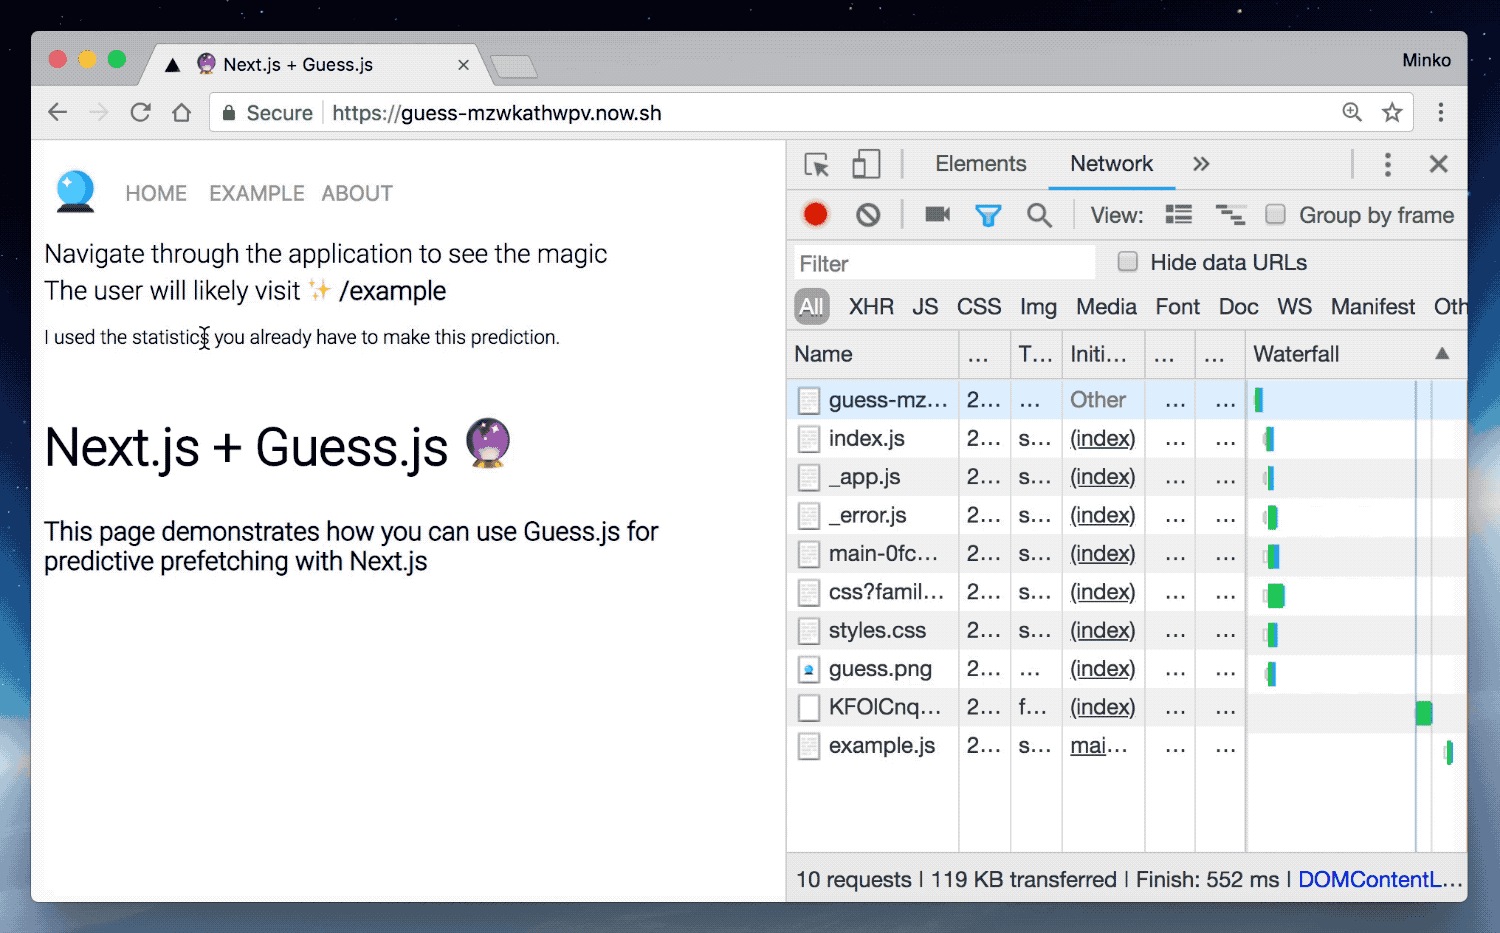 Next.js + Guess.js
Minko
Secure https://guess-mzwkathwpv.now.sh
HOME EXAMPLE ABOUT
Navigate through the application to see the magic
The user will likely visit ✨ /example
I used the statistics you already have to make this prediction.
Next.js + Guess.js
This page demonstrates how you can use Guess.js for
predictive prefetching with Next.js
Elements Network
View: Group by frame
Filter Hide data URLs
All XHR JS CSS Img Media Font Doc WS Manifest Oth
Name ... T... Initi... ... ... Waterfall
guess-mz... 2... ... Other ... ...
index.js 2... s... (index) ... ...
_app.js 2... s... (index) ... ...
_error.js 2... s... (index) ... ...
main-0fc... 2... s... (index) ... ...
css?famil... 2... s... (index) ... ...
styles.css 2... s... (index) ... ...
guess.png 2... ... (index) ... ...
KFOlCnq... 2... f... (index) ... ...
example.js 2... s... mai... ... ...
10 requests | 119 KB transferred | Finish: 552 ms | DOMContentL...